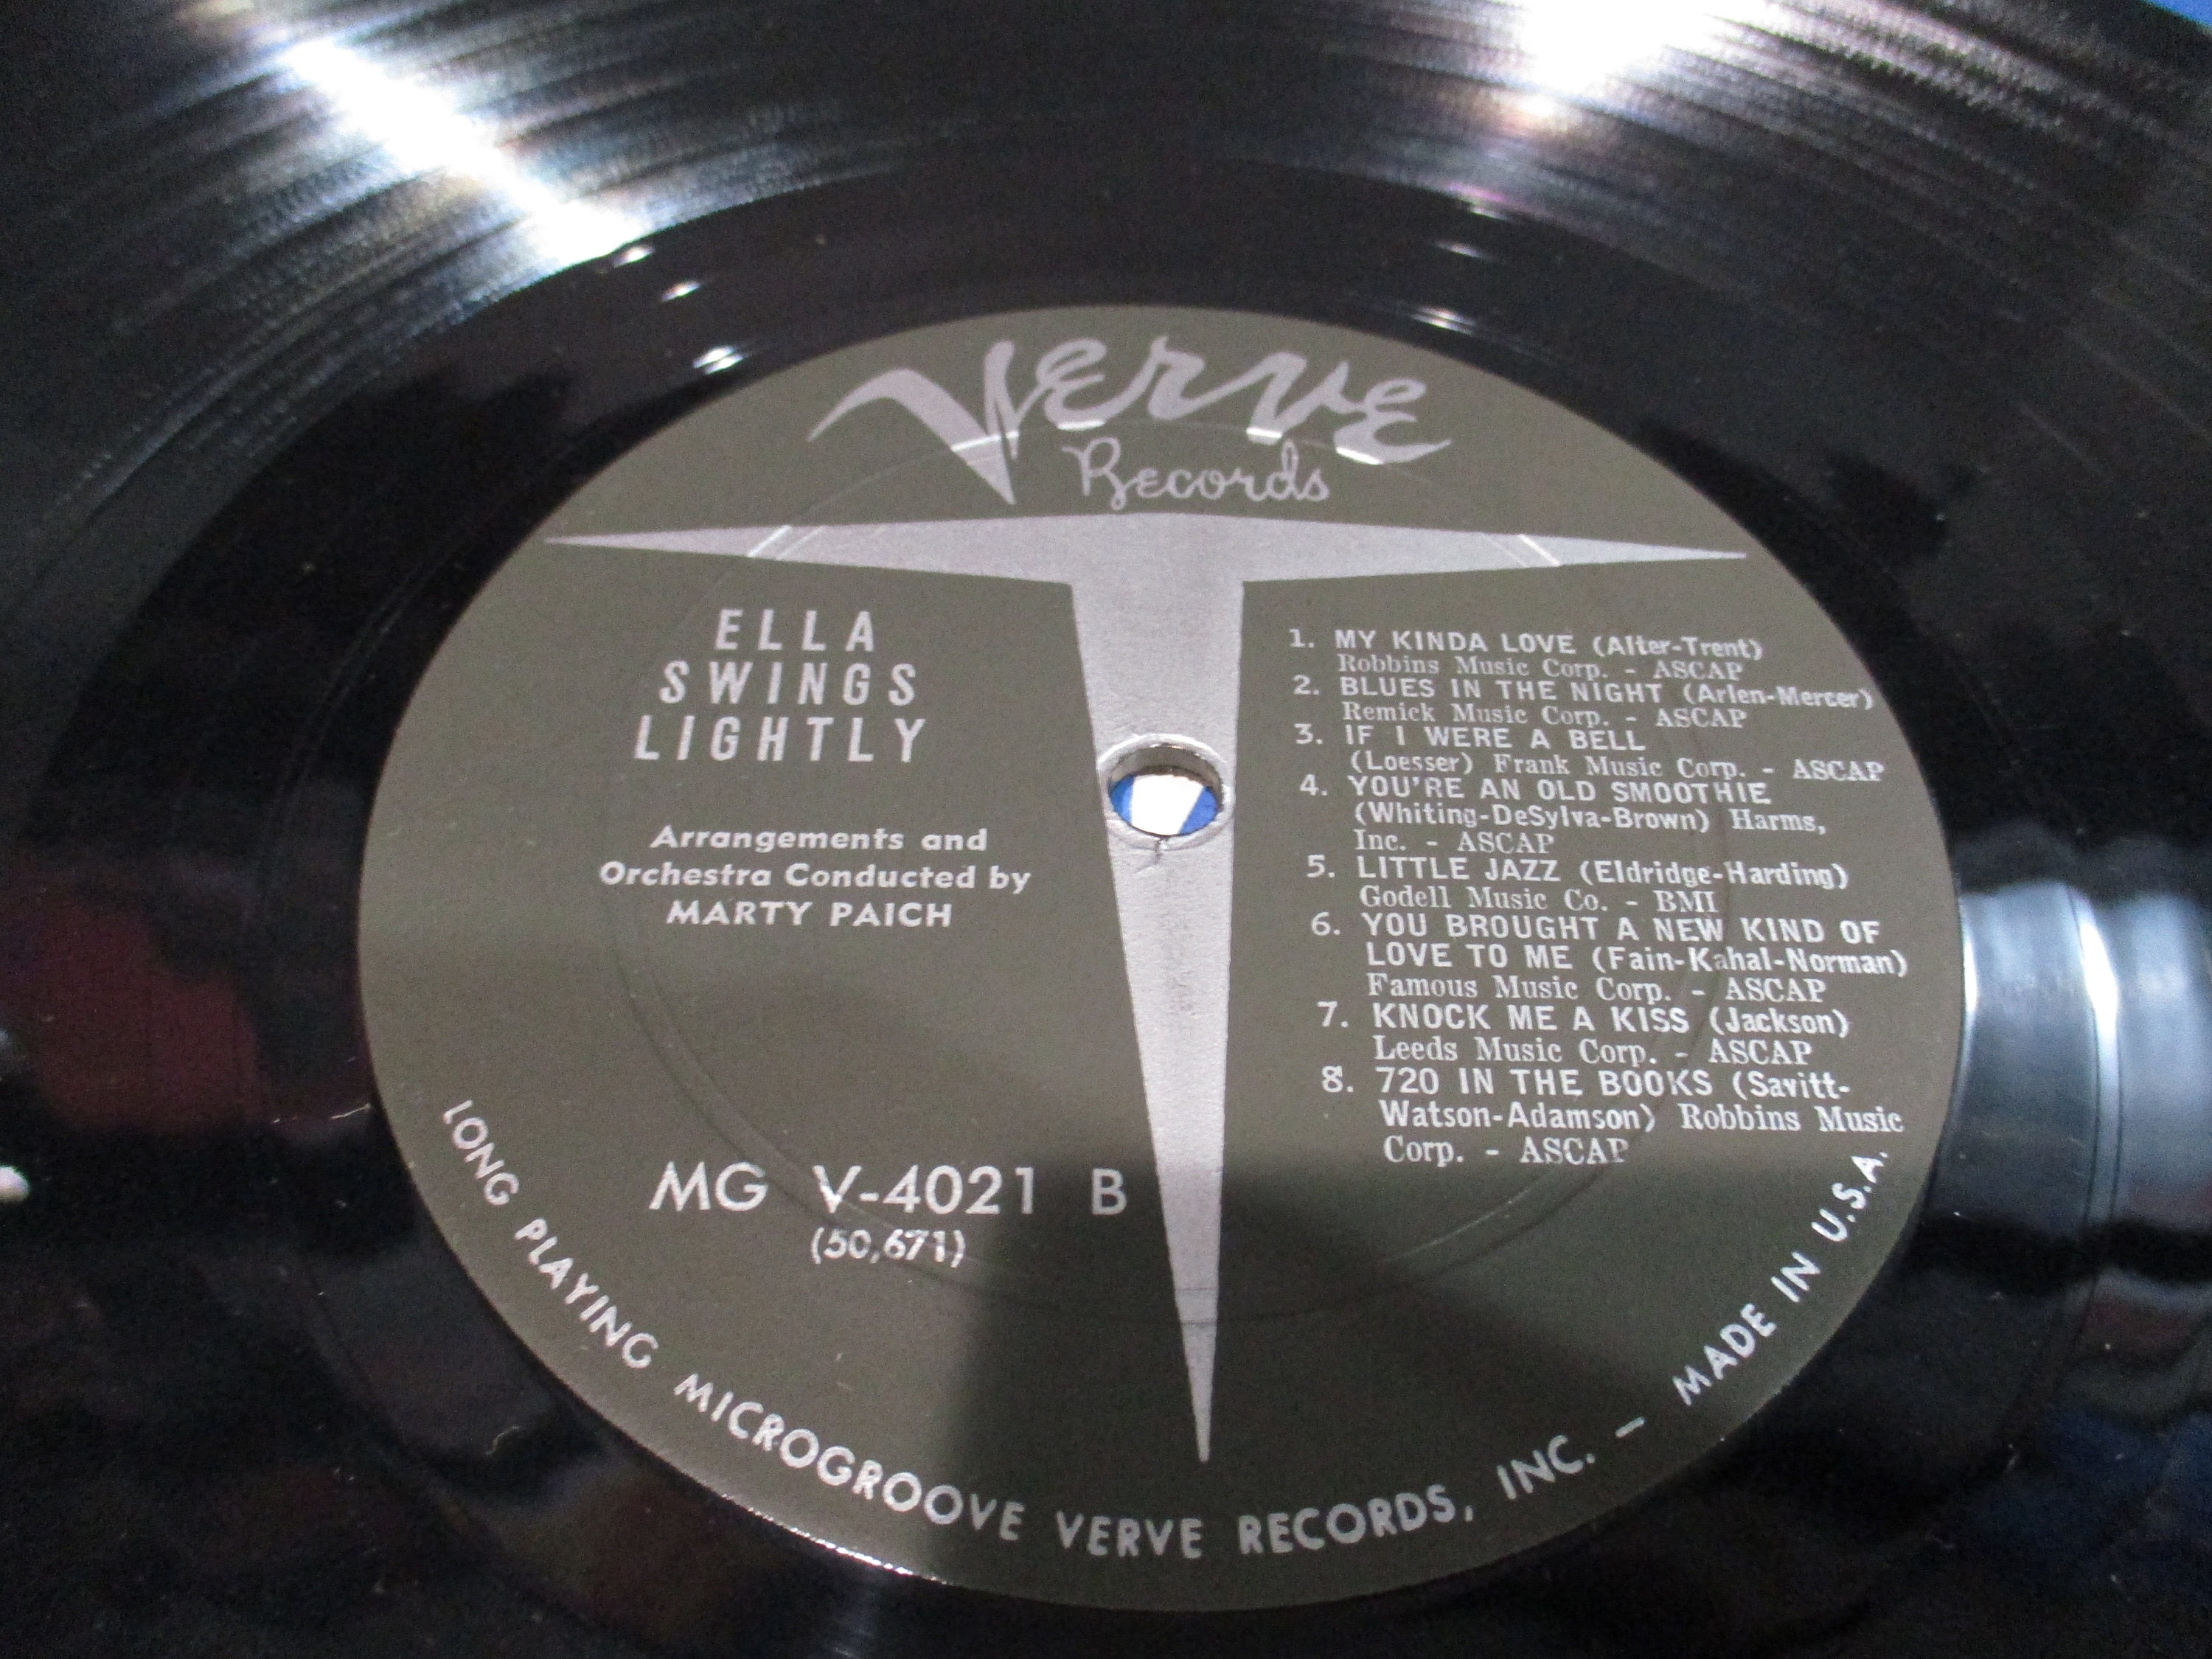 Verve
Records
ELLA
SWINGS
LIGHTLY
Arrangements and
Orchestra Conducted by
MARTY PAICH
MG V-4021 B
(50,671)
1. MY KINDA LOVE (Alter-Trent)
Robbins Music Corp. - ASCAP
2. BLUES IN THE NIGHT (Arlen-Mercer)
Remick Music Corp. - ASCAP
3. IF I WERE A BELL
(Loesser) Frank Music Corp. - ASCAP
4. YOU'RE AN OLD SMOOTHIE
(Whiting-DeSylva-Brown) Harms,
Inc. - ASCAP
5. LITTLE JAZZ (Eldridge-Harding)
Godell Music Co. - BMI
6. YOU BROUGHT A NEW KIND OF
LOVE TO ME (Fain-Kahal-Norman)
Famous Music Corp. - ASCAP
7. KNOCK ME A KISS (Jackson)
Leeds Music Corp. - ASCAP
8. 720 IN THE BOOKS (Savitt-
Watson-Adamson) Robbins Music
Corp. - ASCAP
LONG PLAYING MICROGROOVE VERVE RECORDS, INC. — MADE IN U.S.A.